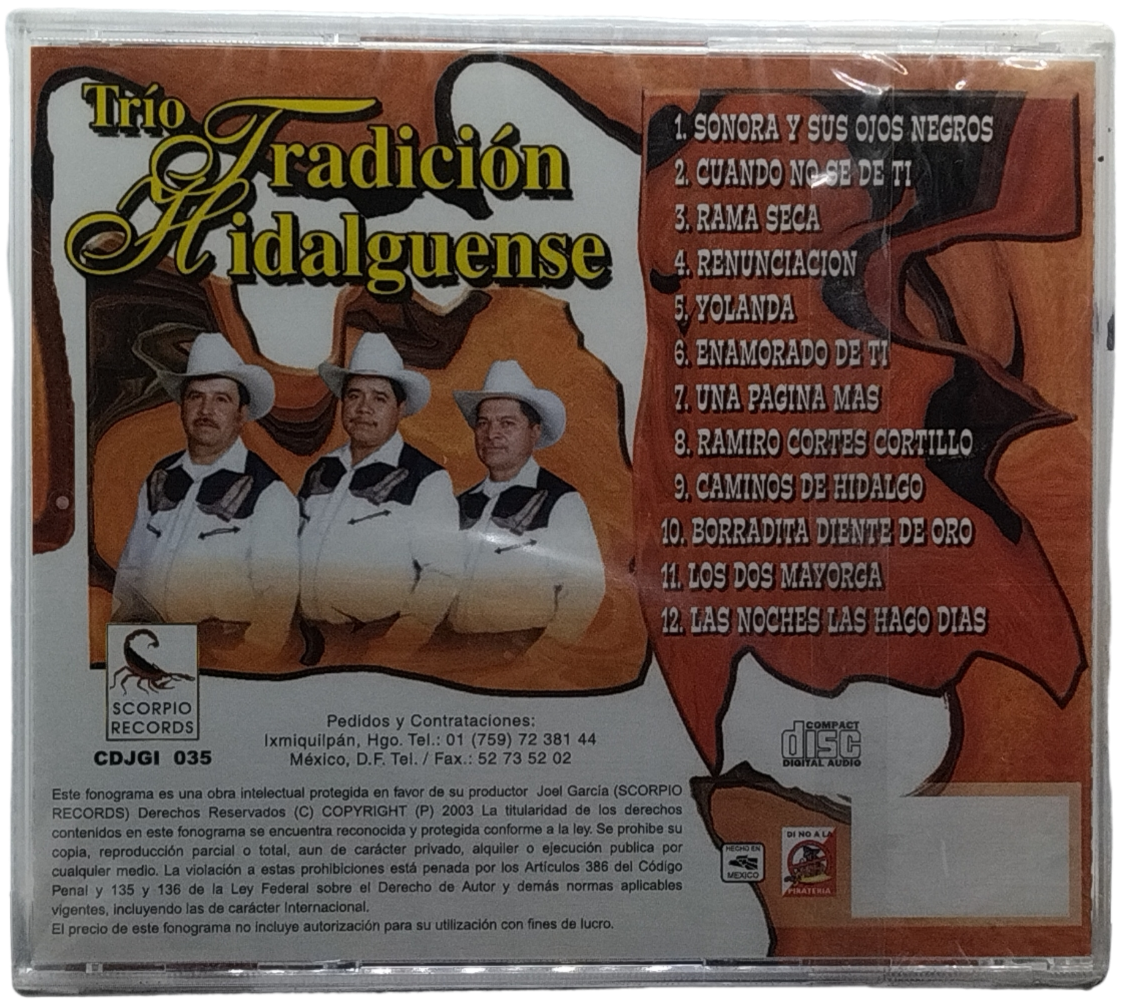 Trío
Tradición
Hidalguense
1. SONORA Y SUS OJOS NEGROS
2. CUANDO NO SE DE TI
3. RAMA SECA
4. RENUNCIACION
5. YOLANDA
6. ENAMORADO DE TI
7. UNA PAGINA MAS
8. RAMIRO CORTES CORTILLO
9. CAMINOS DE HIDALGO
10. BORRADITA DIENTE DE ORO
11. LOS DOS MAYORGA
12. LAS NOCHES LAS HAGO DIAS
SCORPIO
RECORDS
CDJGI 035
Pedidos y Contrataciones:
Ixmiquilpán, Hgo. Tel.: 01 (759) 72 381 44
México, D.F. Tel. / Fax.: 52 73 52 02
COMPACT
disc
DIGITAL AUDIO
Este fonograma es una obra intelectual protegida en favor de su productor Joel García (SCORPIO
RECORDS) Derechos Reservados (C) COPYRIGHT (P) 2003 La titularidad de los derechos
contenidos en este fonograma se encuentra reconocida y protegida conforme a la ley. Se prohibe su
copia, reproducción parcial o total, aun de carácter privado, alquiler o ejecución publica por
cualquier medio. La violación a estas prohibiciones está penada por los Artículos 386 del Código
Penal y 135 y 136 de la Ley Federal sobre el Derecho de Autor y demás normas aplicables
vigentes, incluyendo las de carácter Internacional.
El precio de este fonograma no incluye autorización para su utilización con fines de lucro.
HECHO EN
MEXICO
DI NO A LA
PIRATERIA